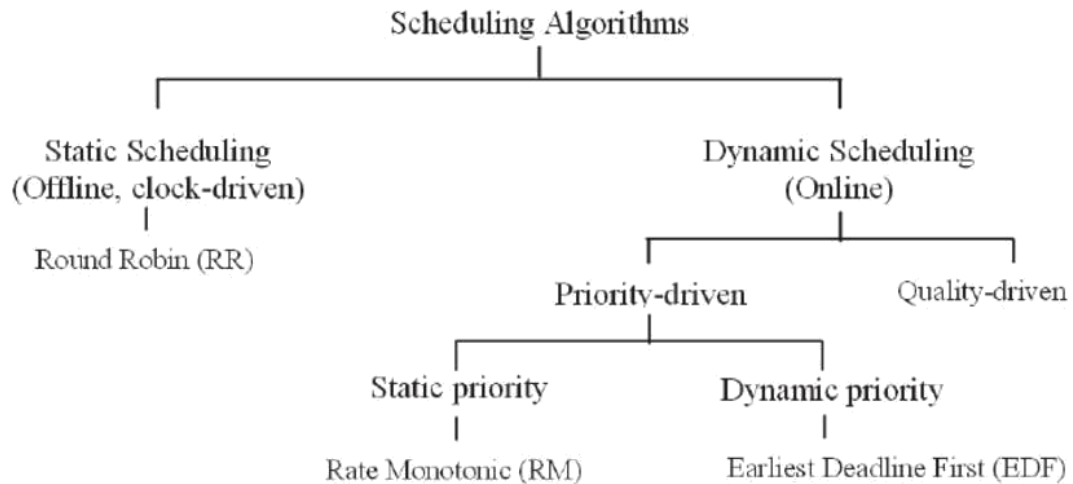 Scheduling Algorithms
Static Scheduling
(Offline, clock-driven)
Round Robin (RR)
Dynamic Scheduling
(Online)
Priority-driven
Quality-driven
Static priority
Dynamic priority
Rate Monotonic (RM)
Earliest Deadline First (EDF)